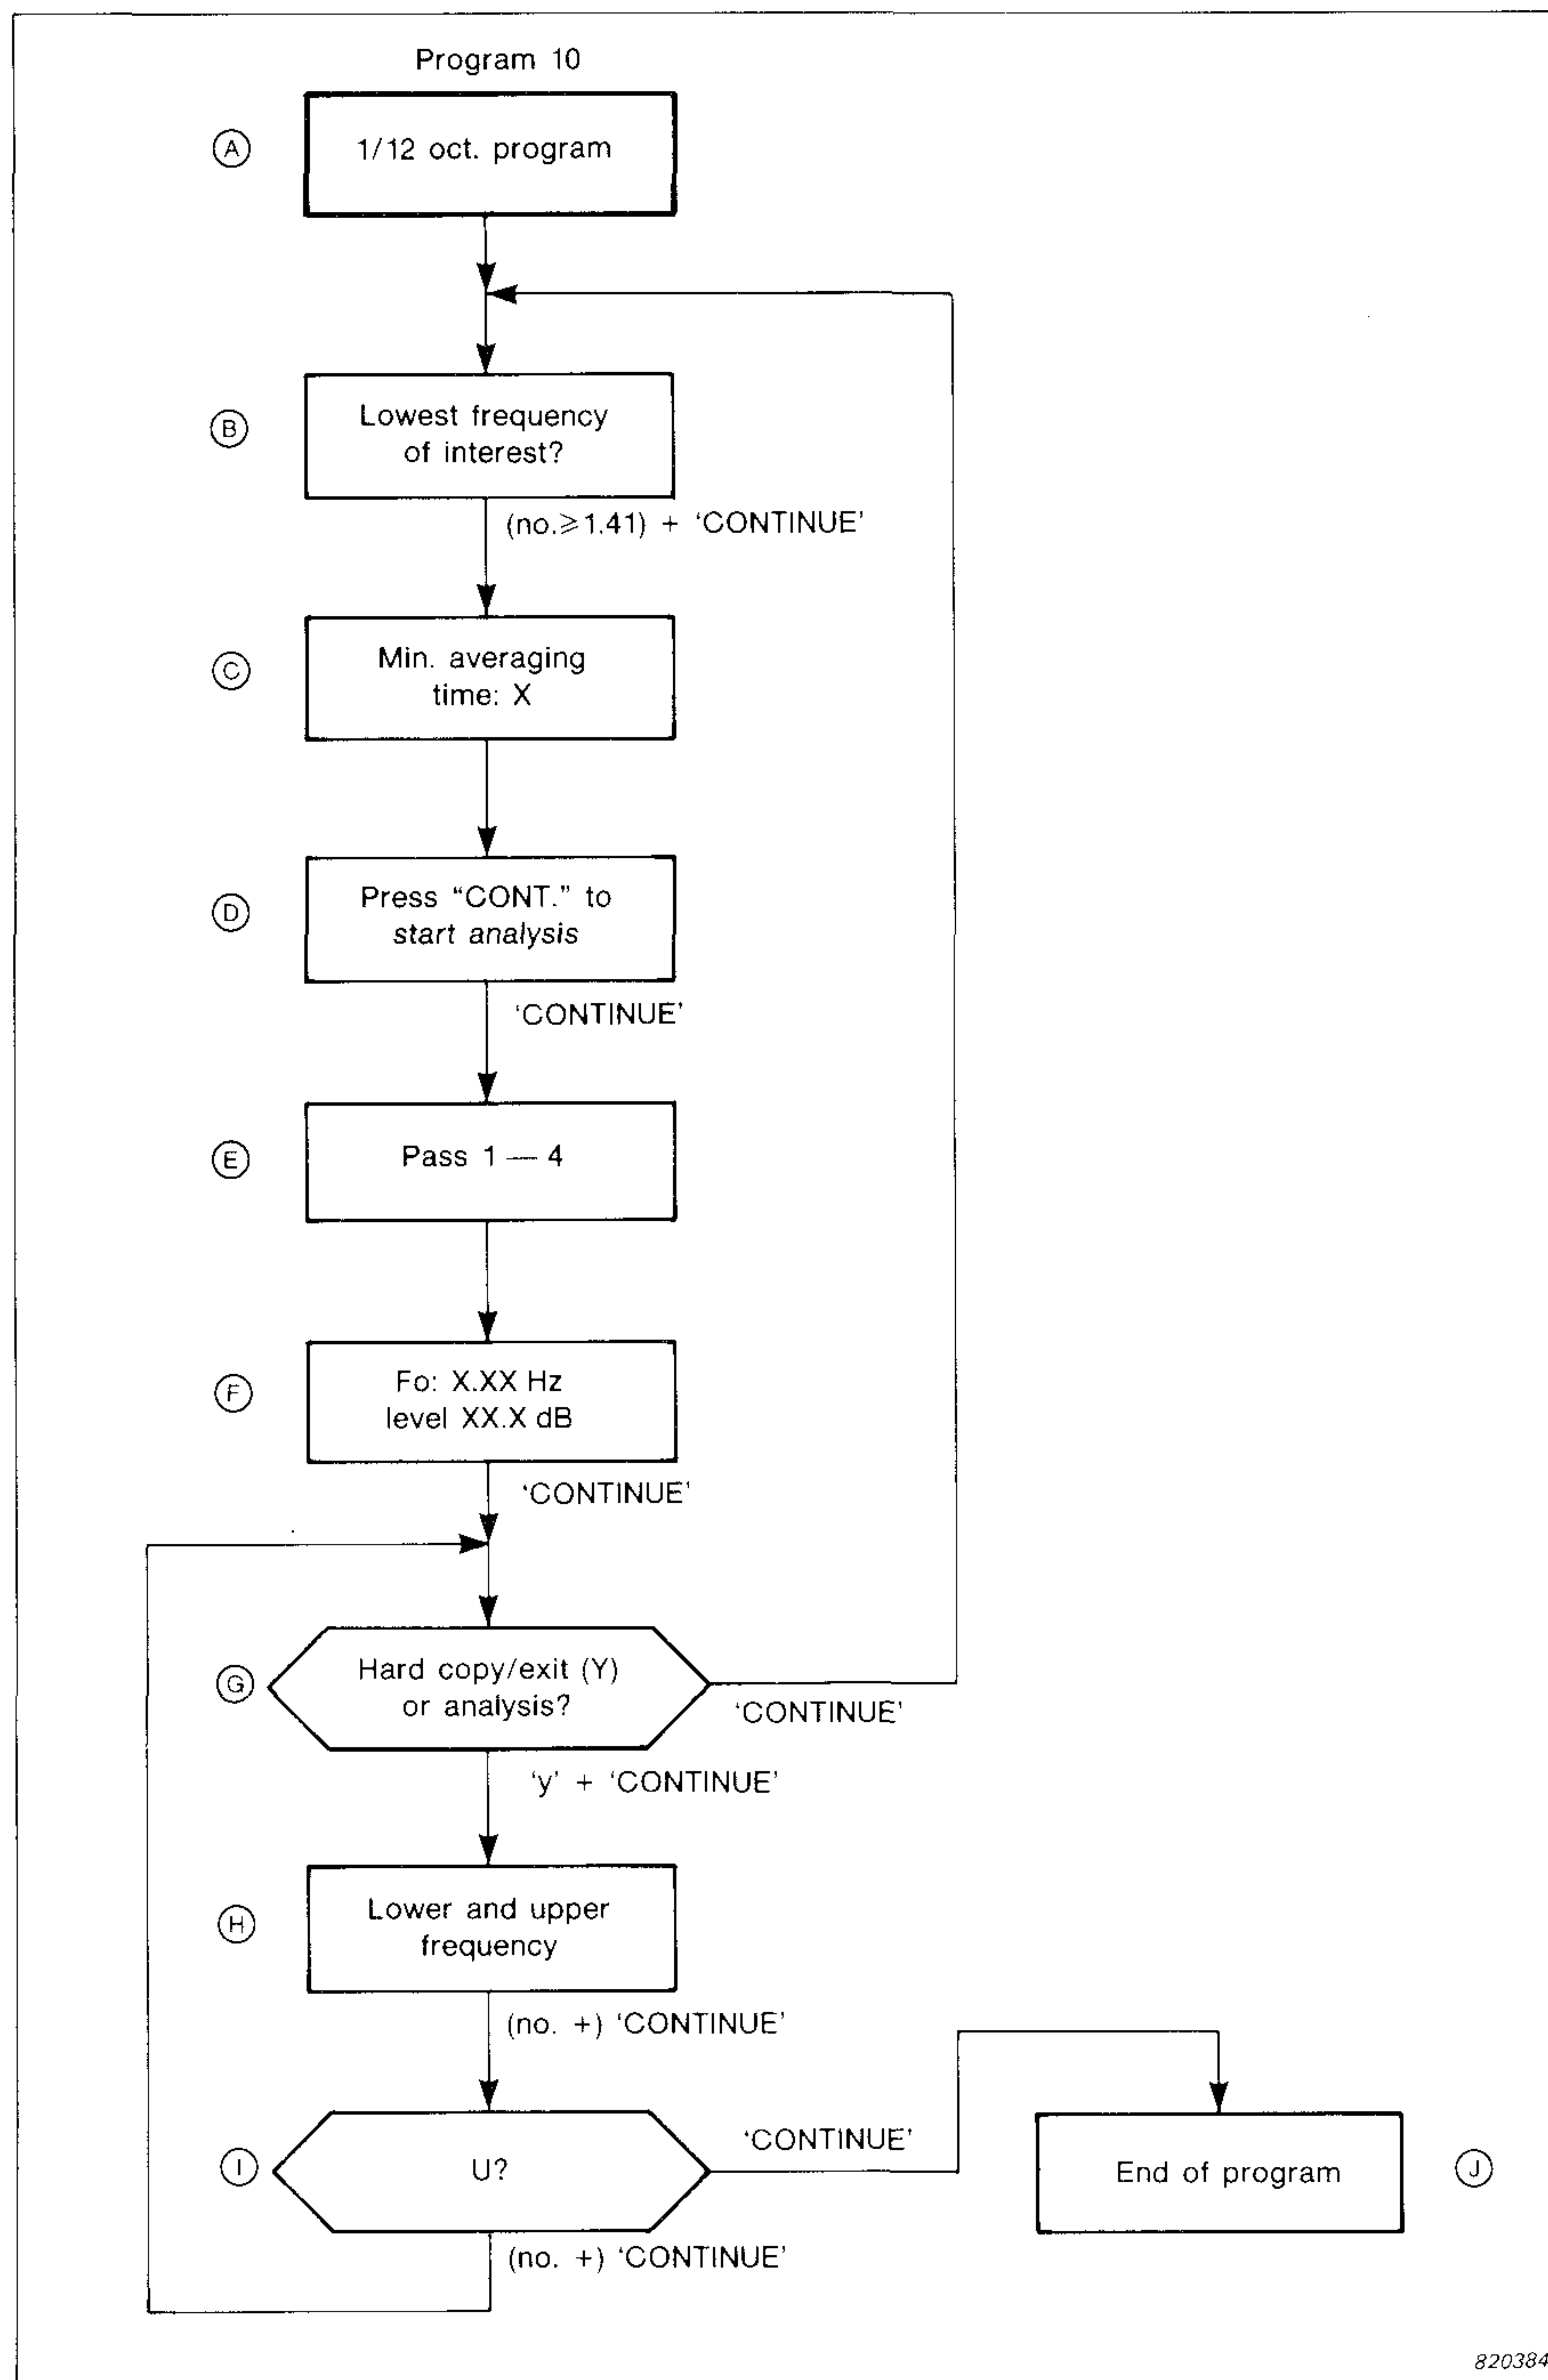 Program 10
A
1/12 oct. program
B
Lowest frequency
of interest?
(no.⩾1.41) + ‘CONTINUE’
C
Min. averaging
time: X
D
Press “CONT.” to
start analysis
‘CONTINUE’
E
Pass 1 — 4
F
Fo: X.XX Hz
level XX.X dB
‘CONTINUE’
G
Hard copy/exit (Y)
or analysis?
‘CONTINUE’
‘y’ + ‘CONTINUE’
H
Lower and upper
frequency
(no. +) ‘CONTINUE’
I
U?
‘CONTINUE’
End of program
J
(no. +) ‘CONTINUE’
820384